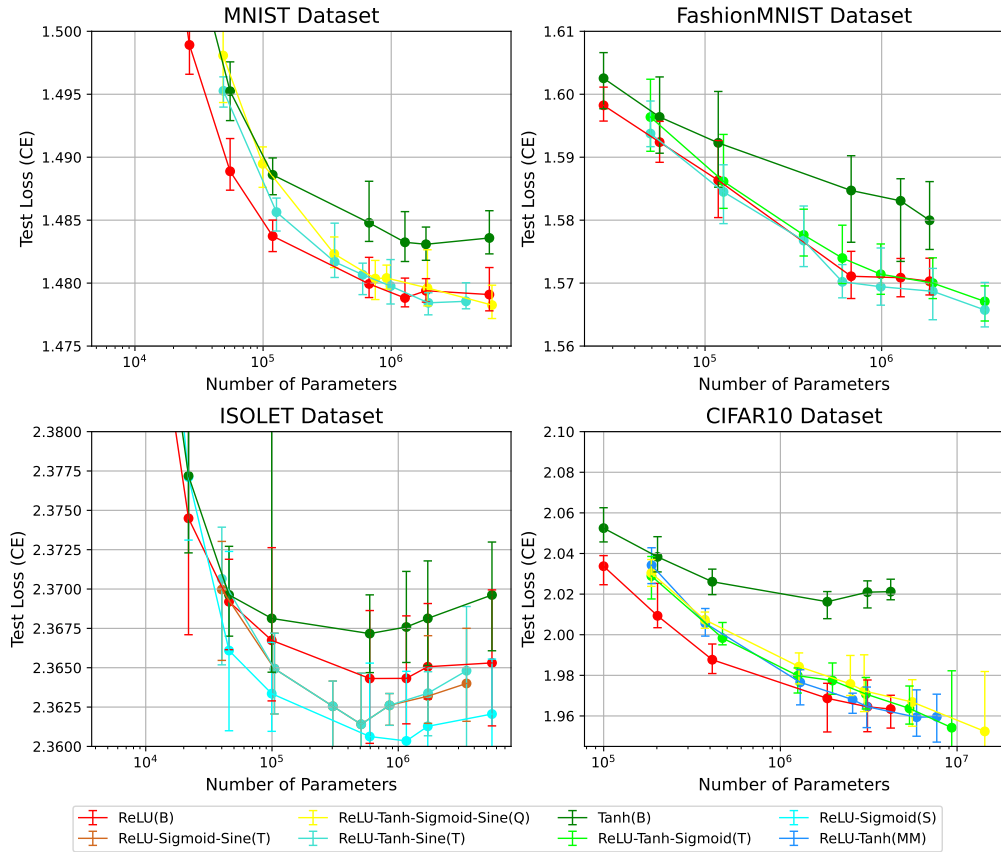 MNIST Dataset
1.500
1.495
1.490
1.485
1.480
1.475
Test Loss (CE)
10⁴ 10⁵ 10⁶
Number of Parameters
FashionMNIST Dataset
1.61
1.60
1.59
1.58
1.57
1.56
Test Loss (CE)
10⁵ 10⁶
Number of Parameters
ISOLET Dataset
2.3800
2.3775
2.3750
2.3725
2.3700
2.3675
2.3650
2.3625
2.3600
Test Loss (CE)
10⁴ 10⁵ 10⁶
Number of Parameters
CIFAR10 Dataset
2.10
2.08
2.06
2.04
2.02
2.00
1.98
1.96
Test Loss (CE)
10⁵ 10⁶ 10⁷
Number of Parameters
ReLU(B) ReLU-Tanh-Sigmoid-Sine(Q) Tanh(B) ReLU-Sigmoid(S)
ReLU-Sigmoid-Sine(T) ReLU-Tanh-Sine(T) ReLU-Tanh-Sigmoid(T) ReLU-Tanh(MM)